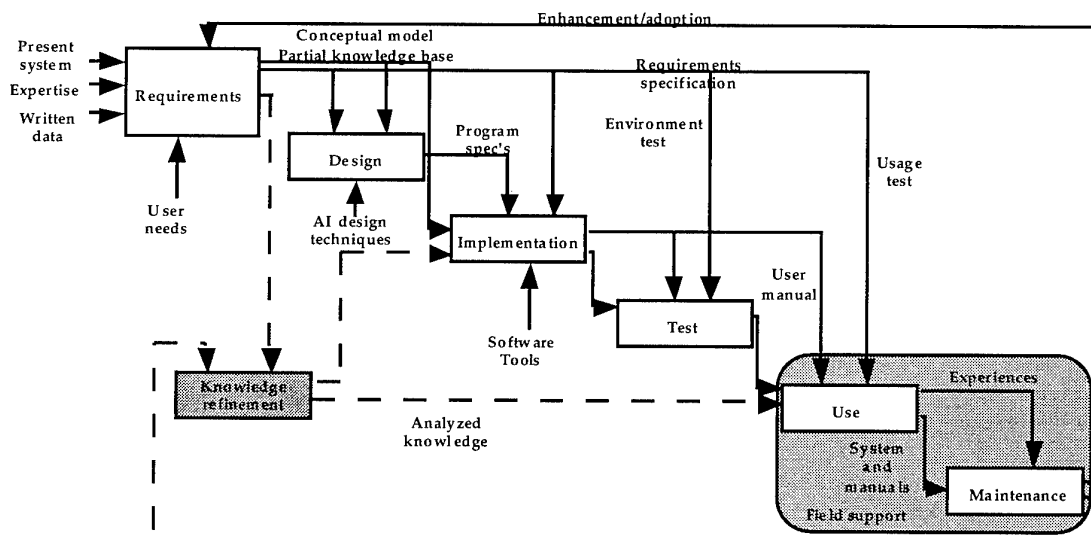 Enhancement/adoption
Present
system
Conceptual model
Partial knowledge base
Requirements
specification
Expertise
Requirements
Written
data
Environment
test
Program
spec's
Design
Usage
test
User
needs
AI design
techniques
Implementation
User
manual
Test
Software
Tools
Knowledge
refinement
Experiences
Use
Analyzed
knowledge
System
and
manuals
Maintenance
Field support